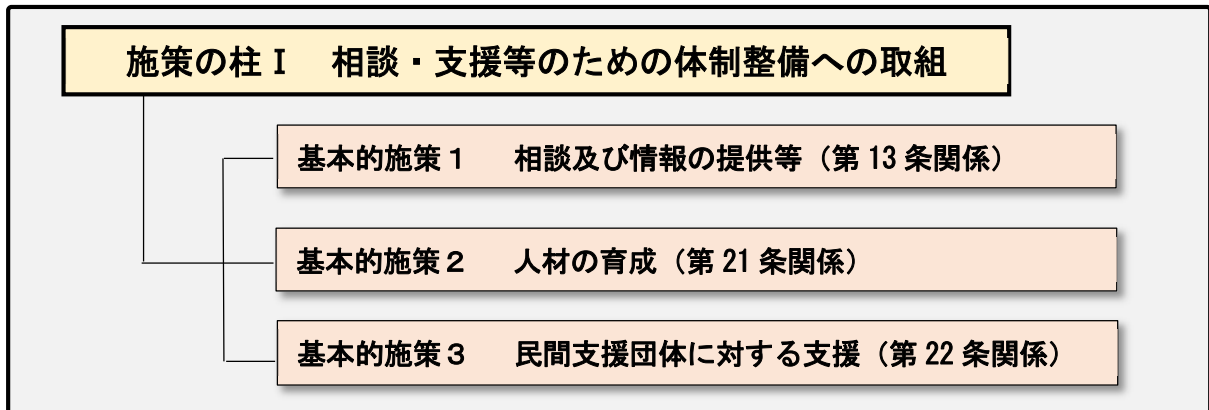 施策の柱Ⅰ　相談・支援等のための体制整備への取組
基本的施策１　相談及び情報の提供等（第 13 条関係）
基本的施策２　人材の育成（第 21 条関係）
基本的施策３　民間支援団体に対する支援（第 22 条関係）